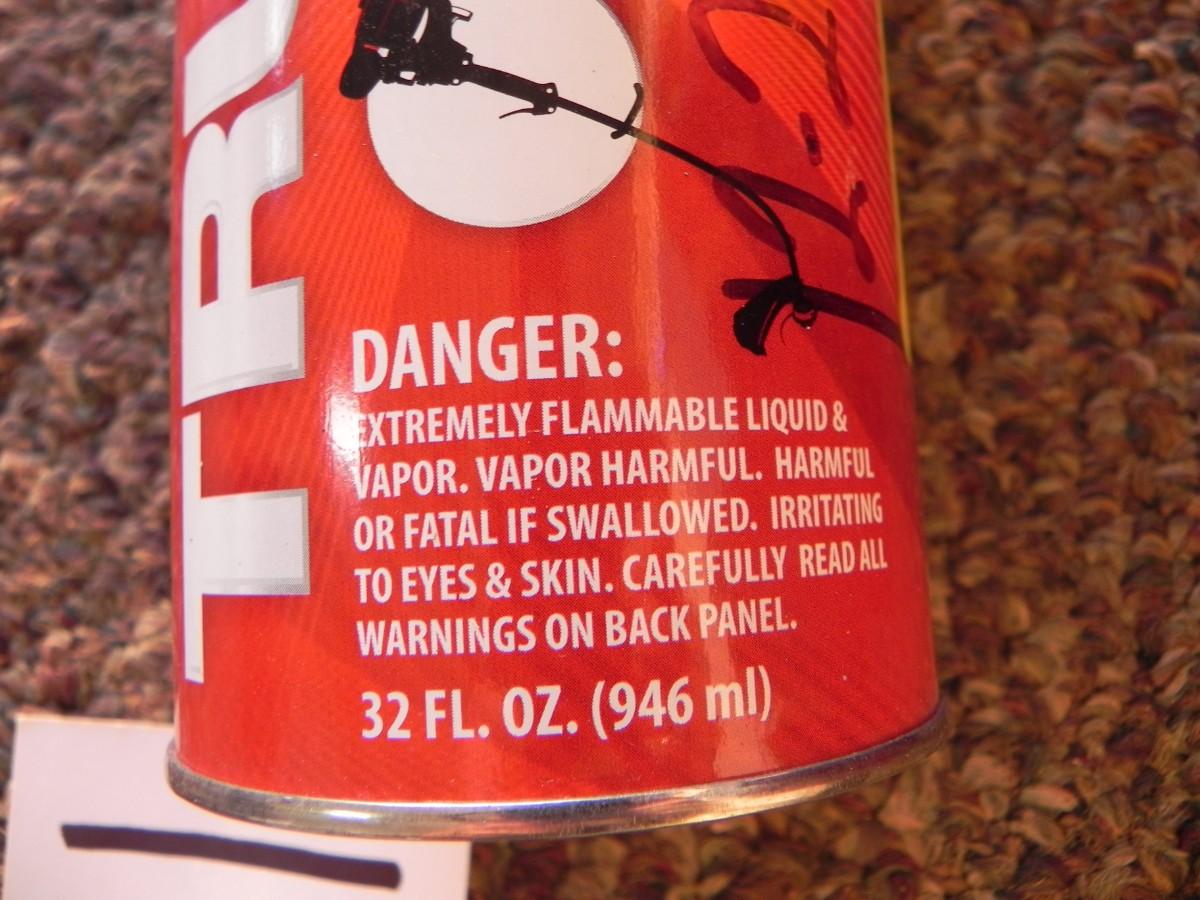 TRU
DANGER:
EXTREMELY FLAMMABLE LIQUID &
VAPOR. VAPOR HARMFUL. HARMFUL
OR FATAL IF SWALLOWED. IRRITATING
TO EYES & SKIN. CAREFULLY READ ALL
WARNINGS ON BACK PANEL.
32 FL. OZ. (946 ml)